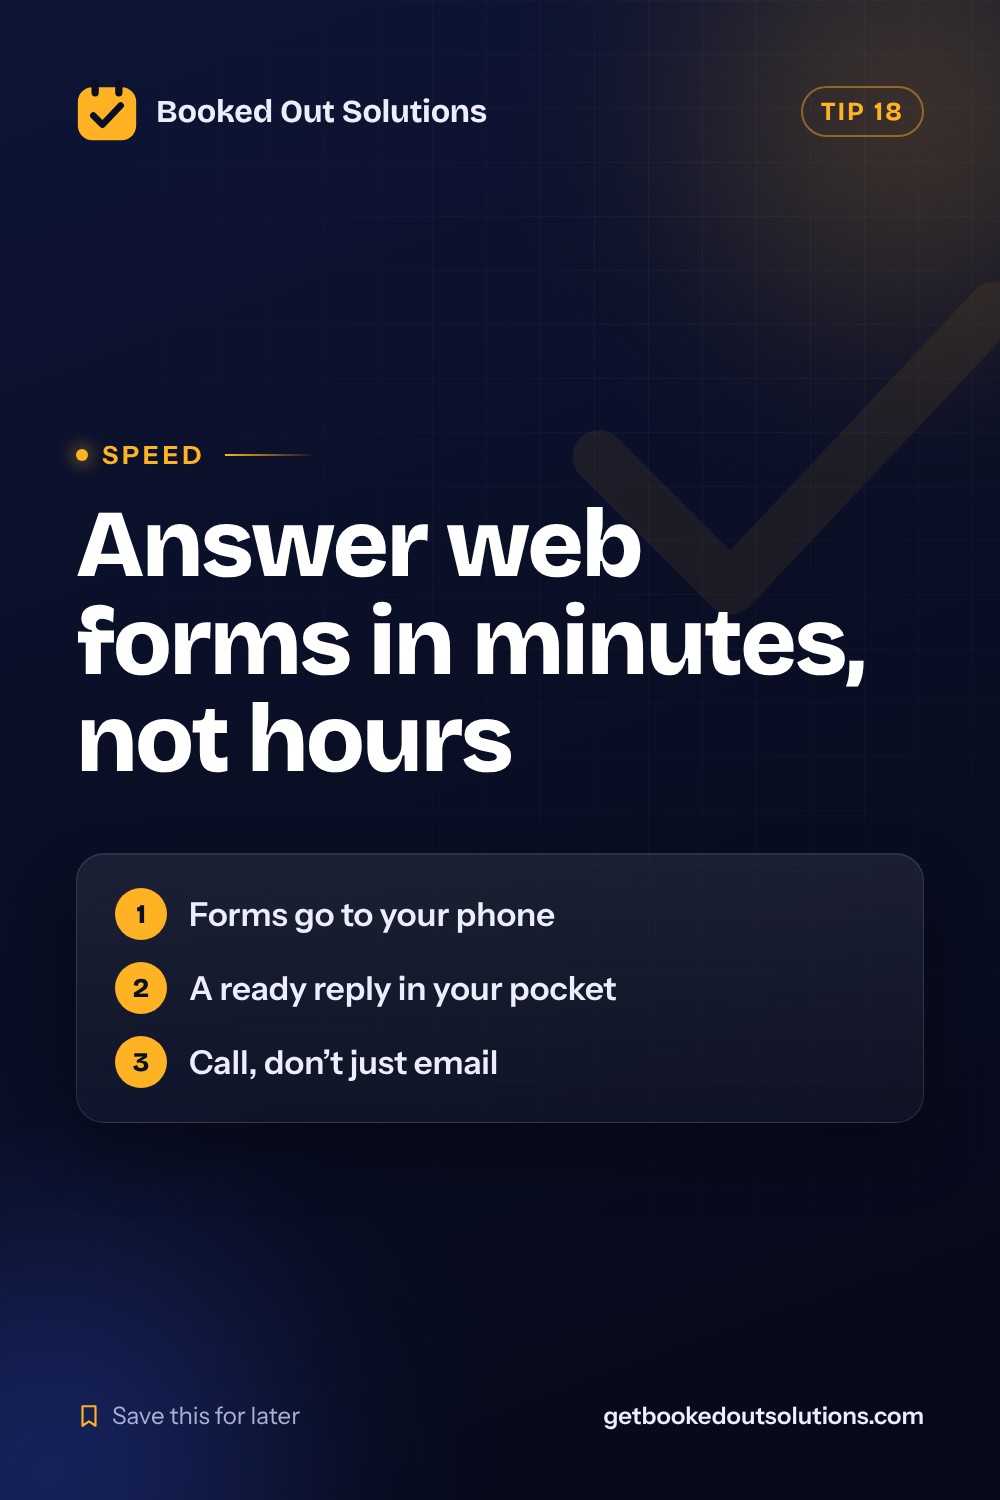 Booked Out Solutions
TIP 18
SPEED
Answer web
forms in minutes,
not hours
1 Forms go to your phone
2 A ready reply in your pocket
3 Call, don’t just email
Save this for later
getbookedoutsolutions.com